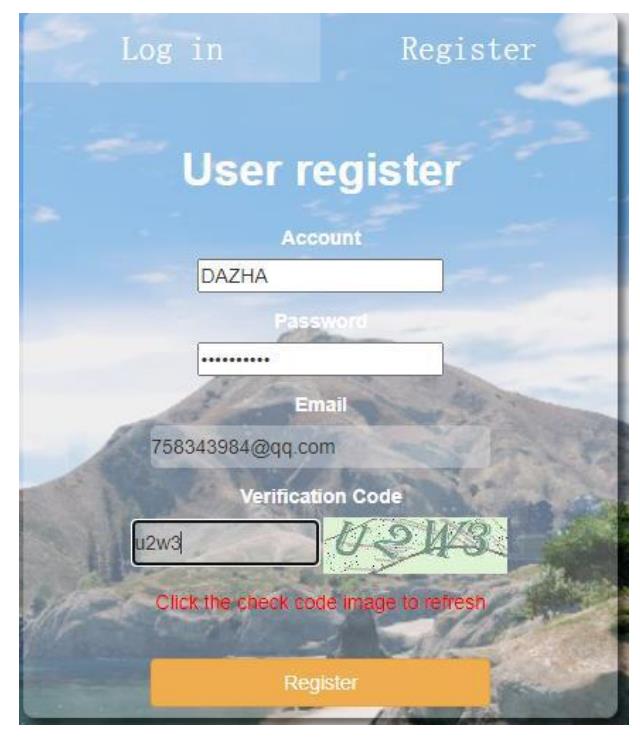 Log in Register
User register
Account
DAZHA
Password
••••••••••
Email
758343984@qq.com
Verification Code
u2w3 U2W3
Click the check code image to refresh
Register